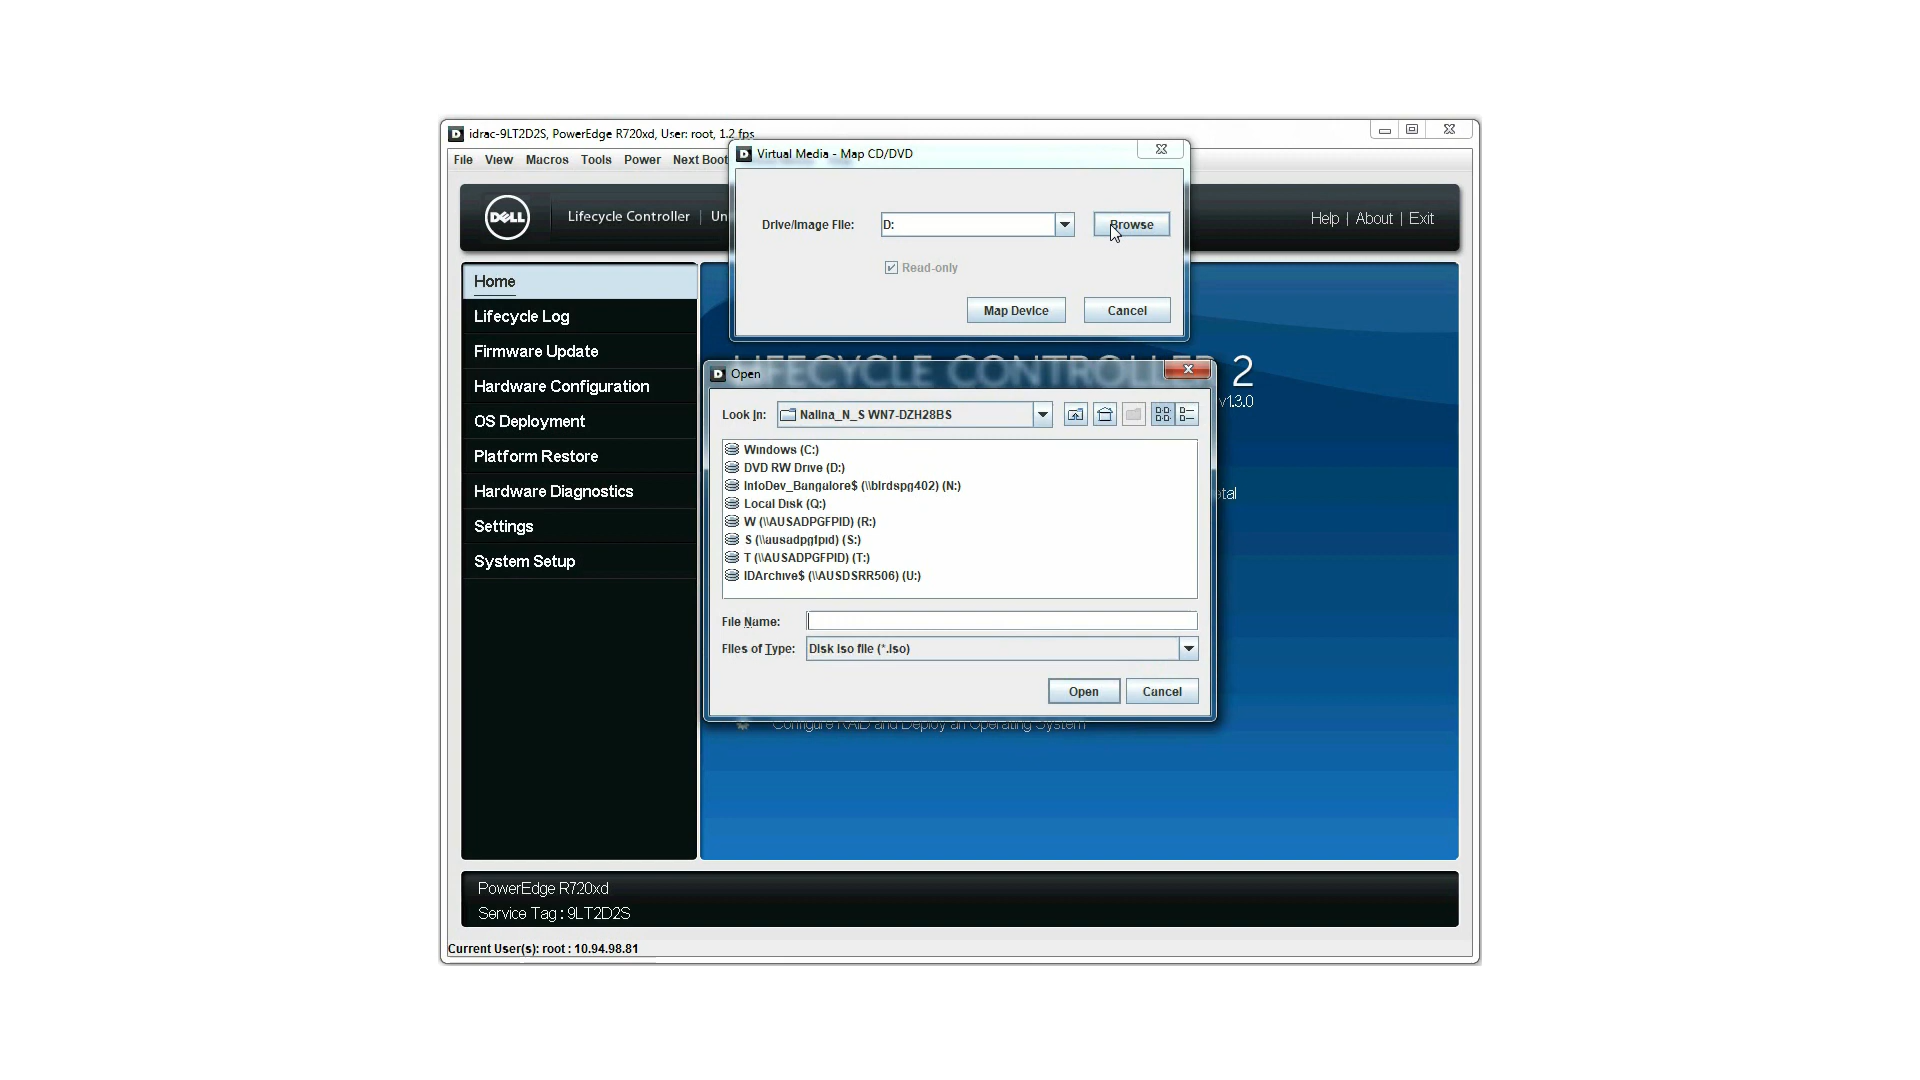 idrac-9LT2D2S, PowerEdge R720xd, User: root, 1.2 fps
File View Macros Tools Power Next Boot
Virtual Media - Map CD/DVD
Drive/Image File: D: Browse
Read-only
Map Device Cancel
DELL Lifecycle Controller | Un
Help | About | Exit
Home
Lifecycle Log
Firmware Update
Hardware Configuration
OS Deployment
Platform Restore
Hardware Diagnostics
Settings
System Setup
LIFECYCLE CONTROLLER 2
v1.3.0
Open
Look In: Nalina_N_S WN7-DZH28BS
Windows (C:)
DVD RW Drive (D:)
InfoDev_Bangalore$ (\\blrdspg402) (N:)
Local Disk (Q:)
W (\\AUSADPGFPID) (R:)
S (\\ausadpgfpid) (S:)
T (\\AUSADPGFPID) (T:)
IDArchive$ (\\AUSDSRR506) (U:)
File Name:
Files of Type: Disk iso file (*.iso)
Open Cancel
etal
Configure RAID and Deploy an Operating System
PowerEdge R720xd
Service Tag : 9LT2D2S
Current User(s): root : 10.94.98.81